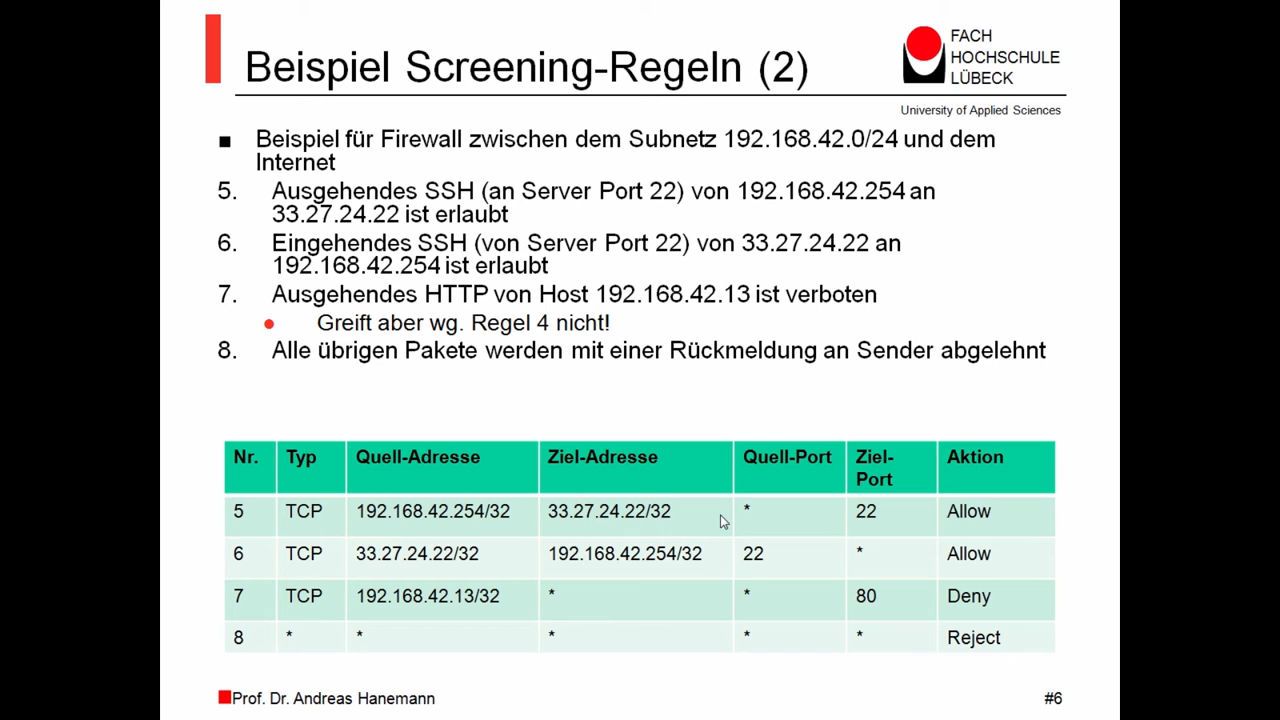 Beispiel Screening-Regeln (2)
FACH
HOCHSCHULE
LÜBECK
University of Applied Sciences
Beispiel für Firewall zwischen dem Subnetz 192.168.42.0/24 und dem
Internet
5. Ausgehendes SSH (an Server Port 22) von 192.168.42.254 an
33.27.24.22 ist erlaubt
6. Eingehendes SSH (von Server Port 22) von 33.27.24.22 an
192.168.42.254 ist erlaubt
7. Ausgehendes HTTP von Host 192.168.42.13 ist verboten
Greift aber wg. Regel 4 nicht!
8. Alle übrigen Pakete werden mit einer Rückmeldung an Sender abgelehnt
Nr. Typ Quell-Adresse Ziel-Adresse Quell-Port Ziel- Aktion
Port
5 TCP 192.168.42.254/32 33.27.24.22/32 * 22 Allow
6 TCP 33.27.24.22/32 192.168.42.254/32 22 * Allow
7 TCP 192.168.42.13/32 * * 80 Deny
8 * * * * * Reject
Prof. Dr. Andreas Hanemann #6